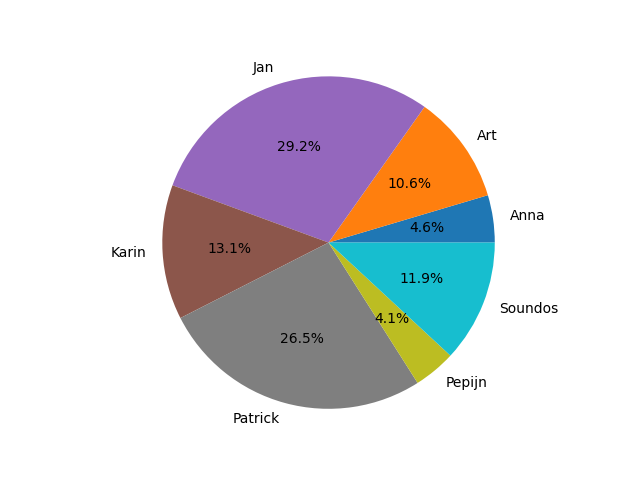 Jan
Art
29.2%
10.6%
Anna
4.6%
Karin
13.1%
11.9%
Soundos
4.1%
26.5%
Pepijn
Patrick